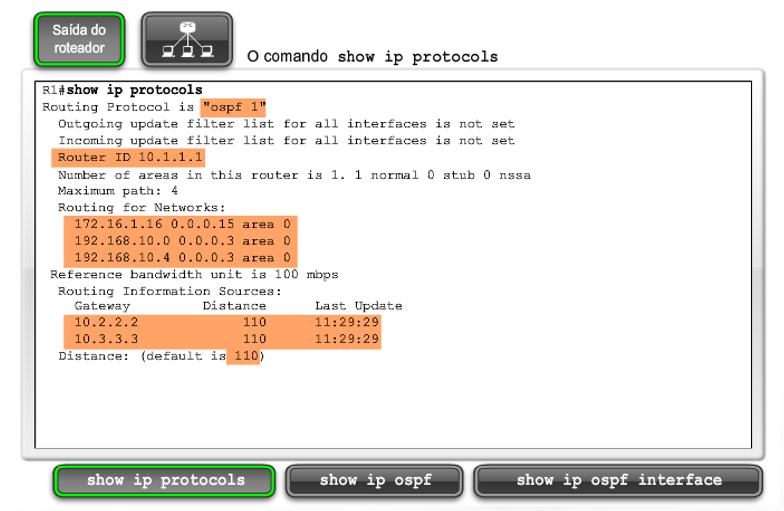 Saída do
roteador
O comando show ip protocols
R1#show ip protocols
Routing Protocol is "ospf 1"
Outgoing update filter list for all interfaces is not set
Incoming update filter list for all interfaces is not set
Router ID 10.1.1.1
Number of areas in this router is 1. 1 normal 0 stub 0 nssa
Maximum path: 4
Routing for Networks:
172.16.1.16 0.0.0.15 area 0
192.168.10.0 0.0.0.3 area 0
192.168.10.4 0.0.0.3 area 0
Reference bandwidth unit is 100 mbps
Routing Information Sources:
Gateway Distance Last Update
10.2.2.2 110 11:29:29
10.3.3.3 110 11:29:29
Distance: (default is 110)
show ip protocols show ip ospf show ip ospf interface